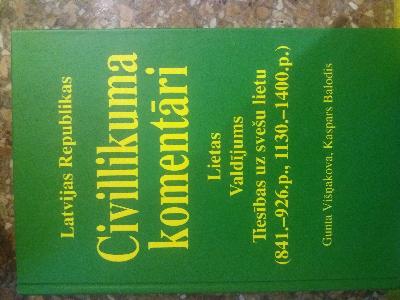 Latvijas Republikas
Civillikuma
komentāri
Lietas
Valdījums
Tiesības uz svešu lietu
(841.–926.p., 1130.–1400.p.)
Gunta Višņakova, Kaspars Balodis